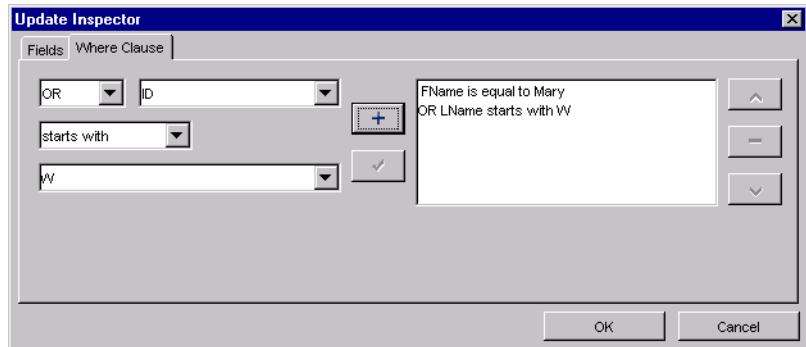 Update Inspector
Fields Where Clause
OR ID
starts with
W
FName is equal to Mary
OR LName starts with W
OK Cancel